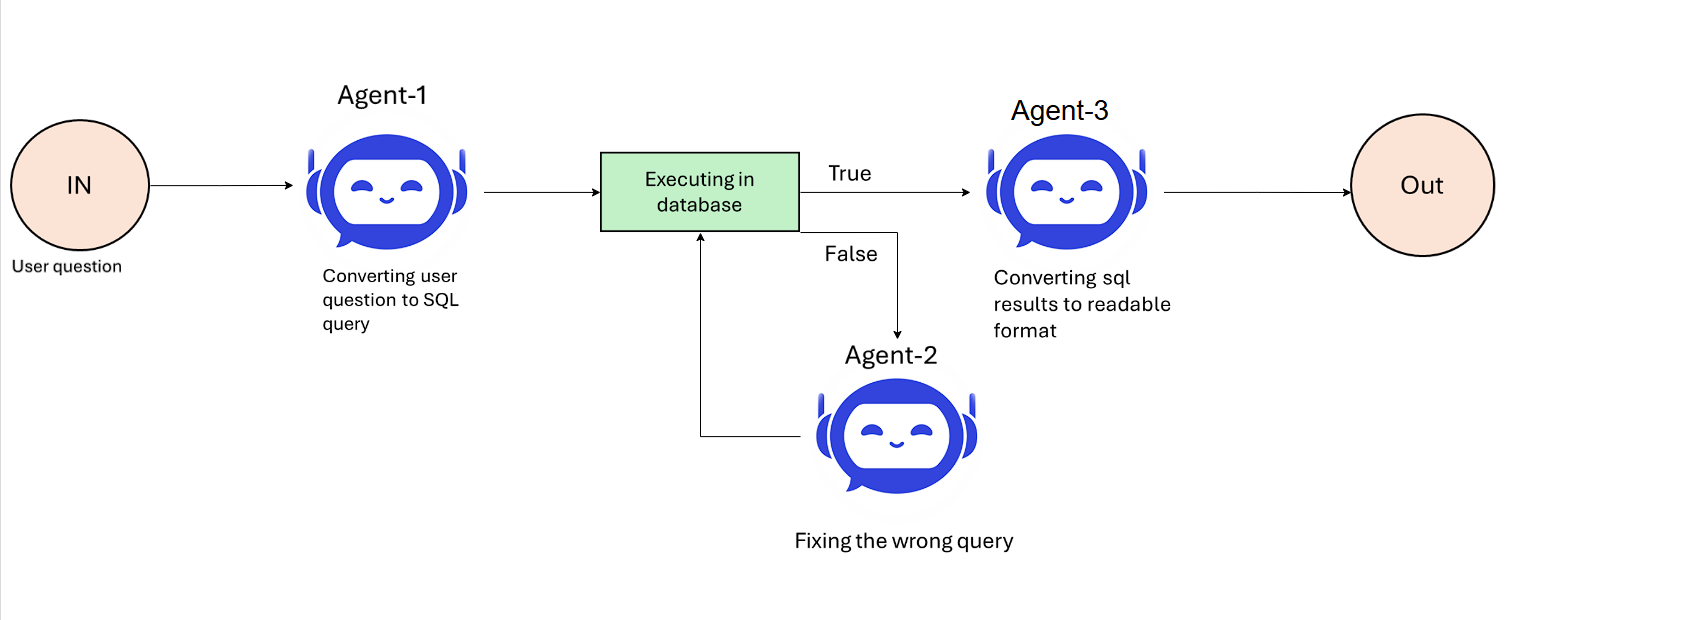 IN
User question
Agent-1
Converting user
question to SQL
query
Executing in
database
True
False
Agent-2
Fixing the wrong query
Agent-3
Converting sql
results to readable
format
Out